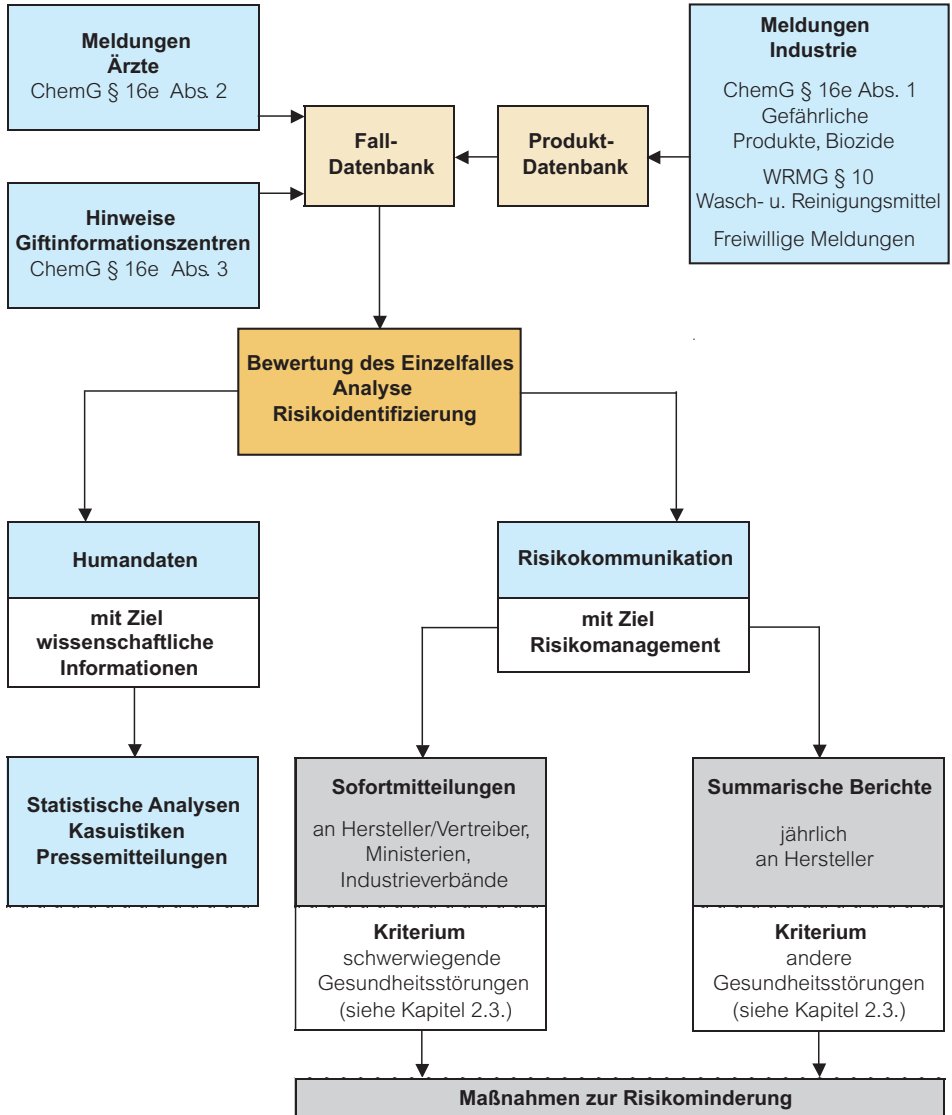 Meldungen
Ärzte
ChemG § 16e Abs. 2
Meldungen
Industrie
ChemG § 16e Abs. 1
Gefährliche
Produkte, Biozide
WRMG § 10
Wasch- u. Reinigungsmittel
Freiwillige Meldungen
Fall-
Datenbank
Produkt-
Datenbank
Hinweise
Giftinformationszentren
ChemG § 16e Abs. 3
Bewertung des Einzelfalles
Analyse
Risikoidentifizierung
Humandaten
mit Ziel
wissenschaftliche
Informationen
Risikokommunikation
mit Ziel
Risikomanagement
Statistische Analysen
Kasuistiken
Pressemitteilungen
Sofortmitteilungen
an Hersteller/Vertreiber,
Ministerien,
Industrieverbände
Kriterium
schwerwiegende
Gesundheitsstörungen
(siehe Kapitel 2.3.)
Summarische Berichte
jährlich
an Hersteller
Kriterium
andere
Gesundheitsstörungen
(siehe Kapitel 2.3.)
Maßnahmen zur Risikominderung